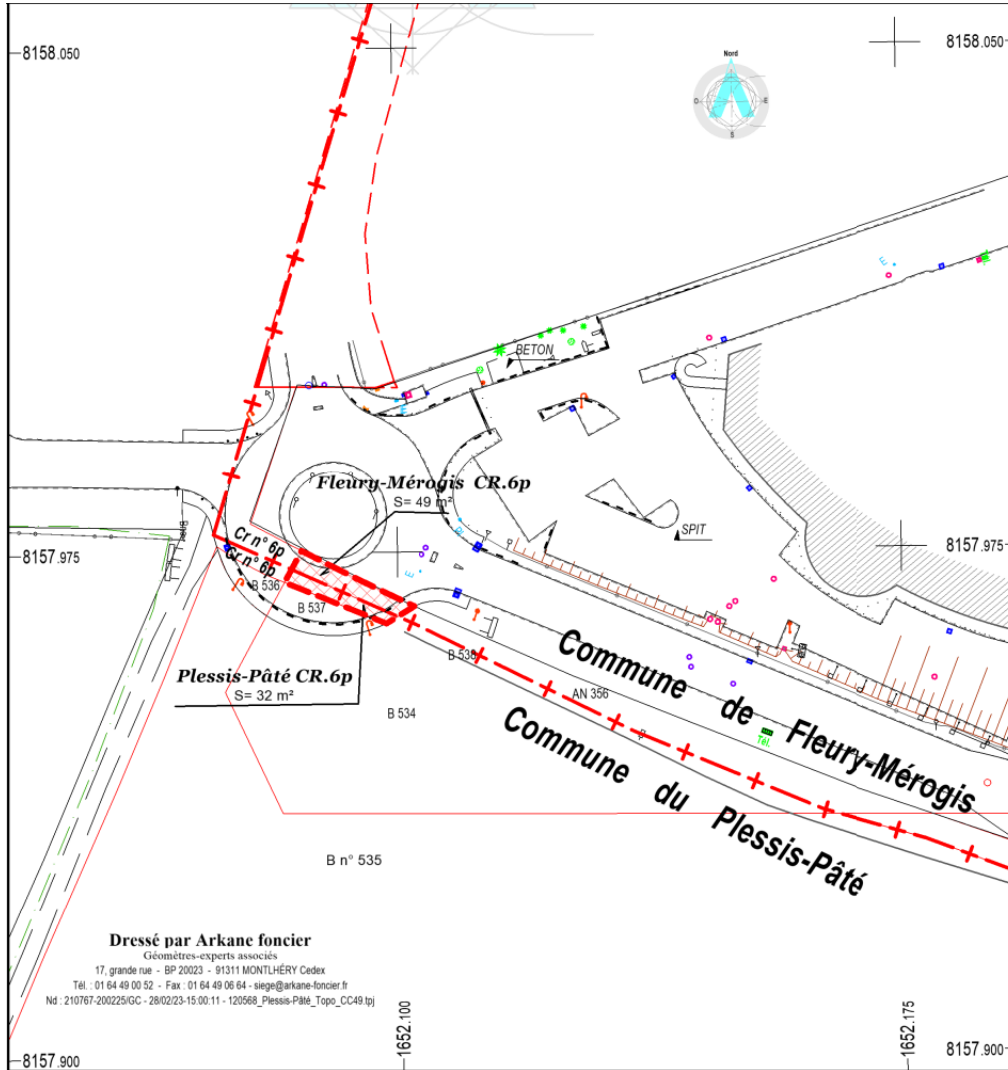 8158.050
8158.050
Nord
O
E
S
E
BETON
E
Fleury-Mérogis CR.6p
S= 49 m²
SPIT
Cr n° 6p
Cr n° 6p
8157.975
8157.975
E
B 536
B 537
Plessis-Pâté CR.6p
S= 32 m²
B 538
AN 356
B 534
Tél.
Commune de Fleury-Mérogis
Commune du Plessis-Pâté
B n° 535
Dressé par Arkane foncier
Géomètres-experts associés
17, grande rue - BP 20023 - 91311 MONTLHÉRY Cedex
Tél. : 01 64 49 00 52 - Fax : 01 64 49 06 64 - siege@arkane-foncier.fr
Nd : 210767-200225/GC - 28/02/23-15:00:11 - 120568_Plessis-Pâté_Topo_CC49.tpj
1652.100
1652.175
8157.900
8157.900